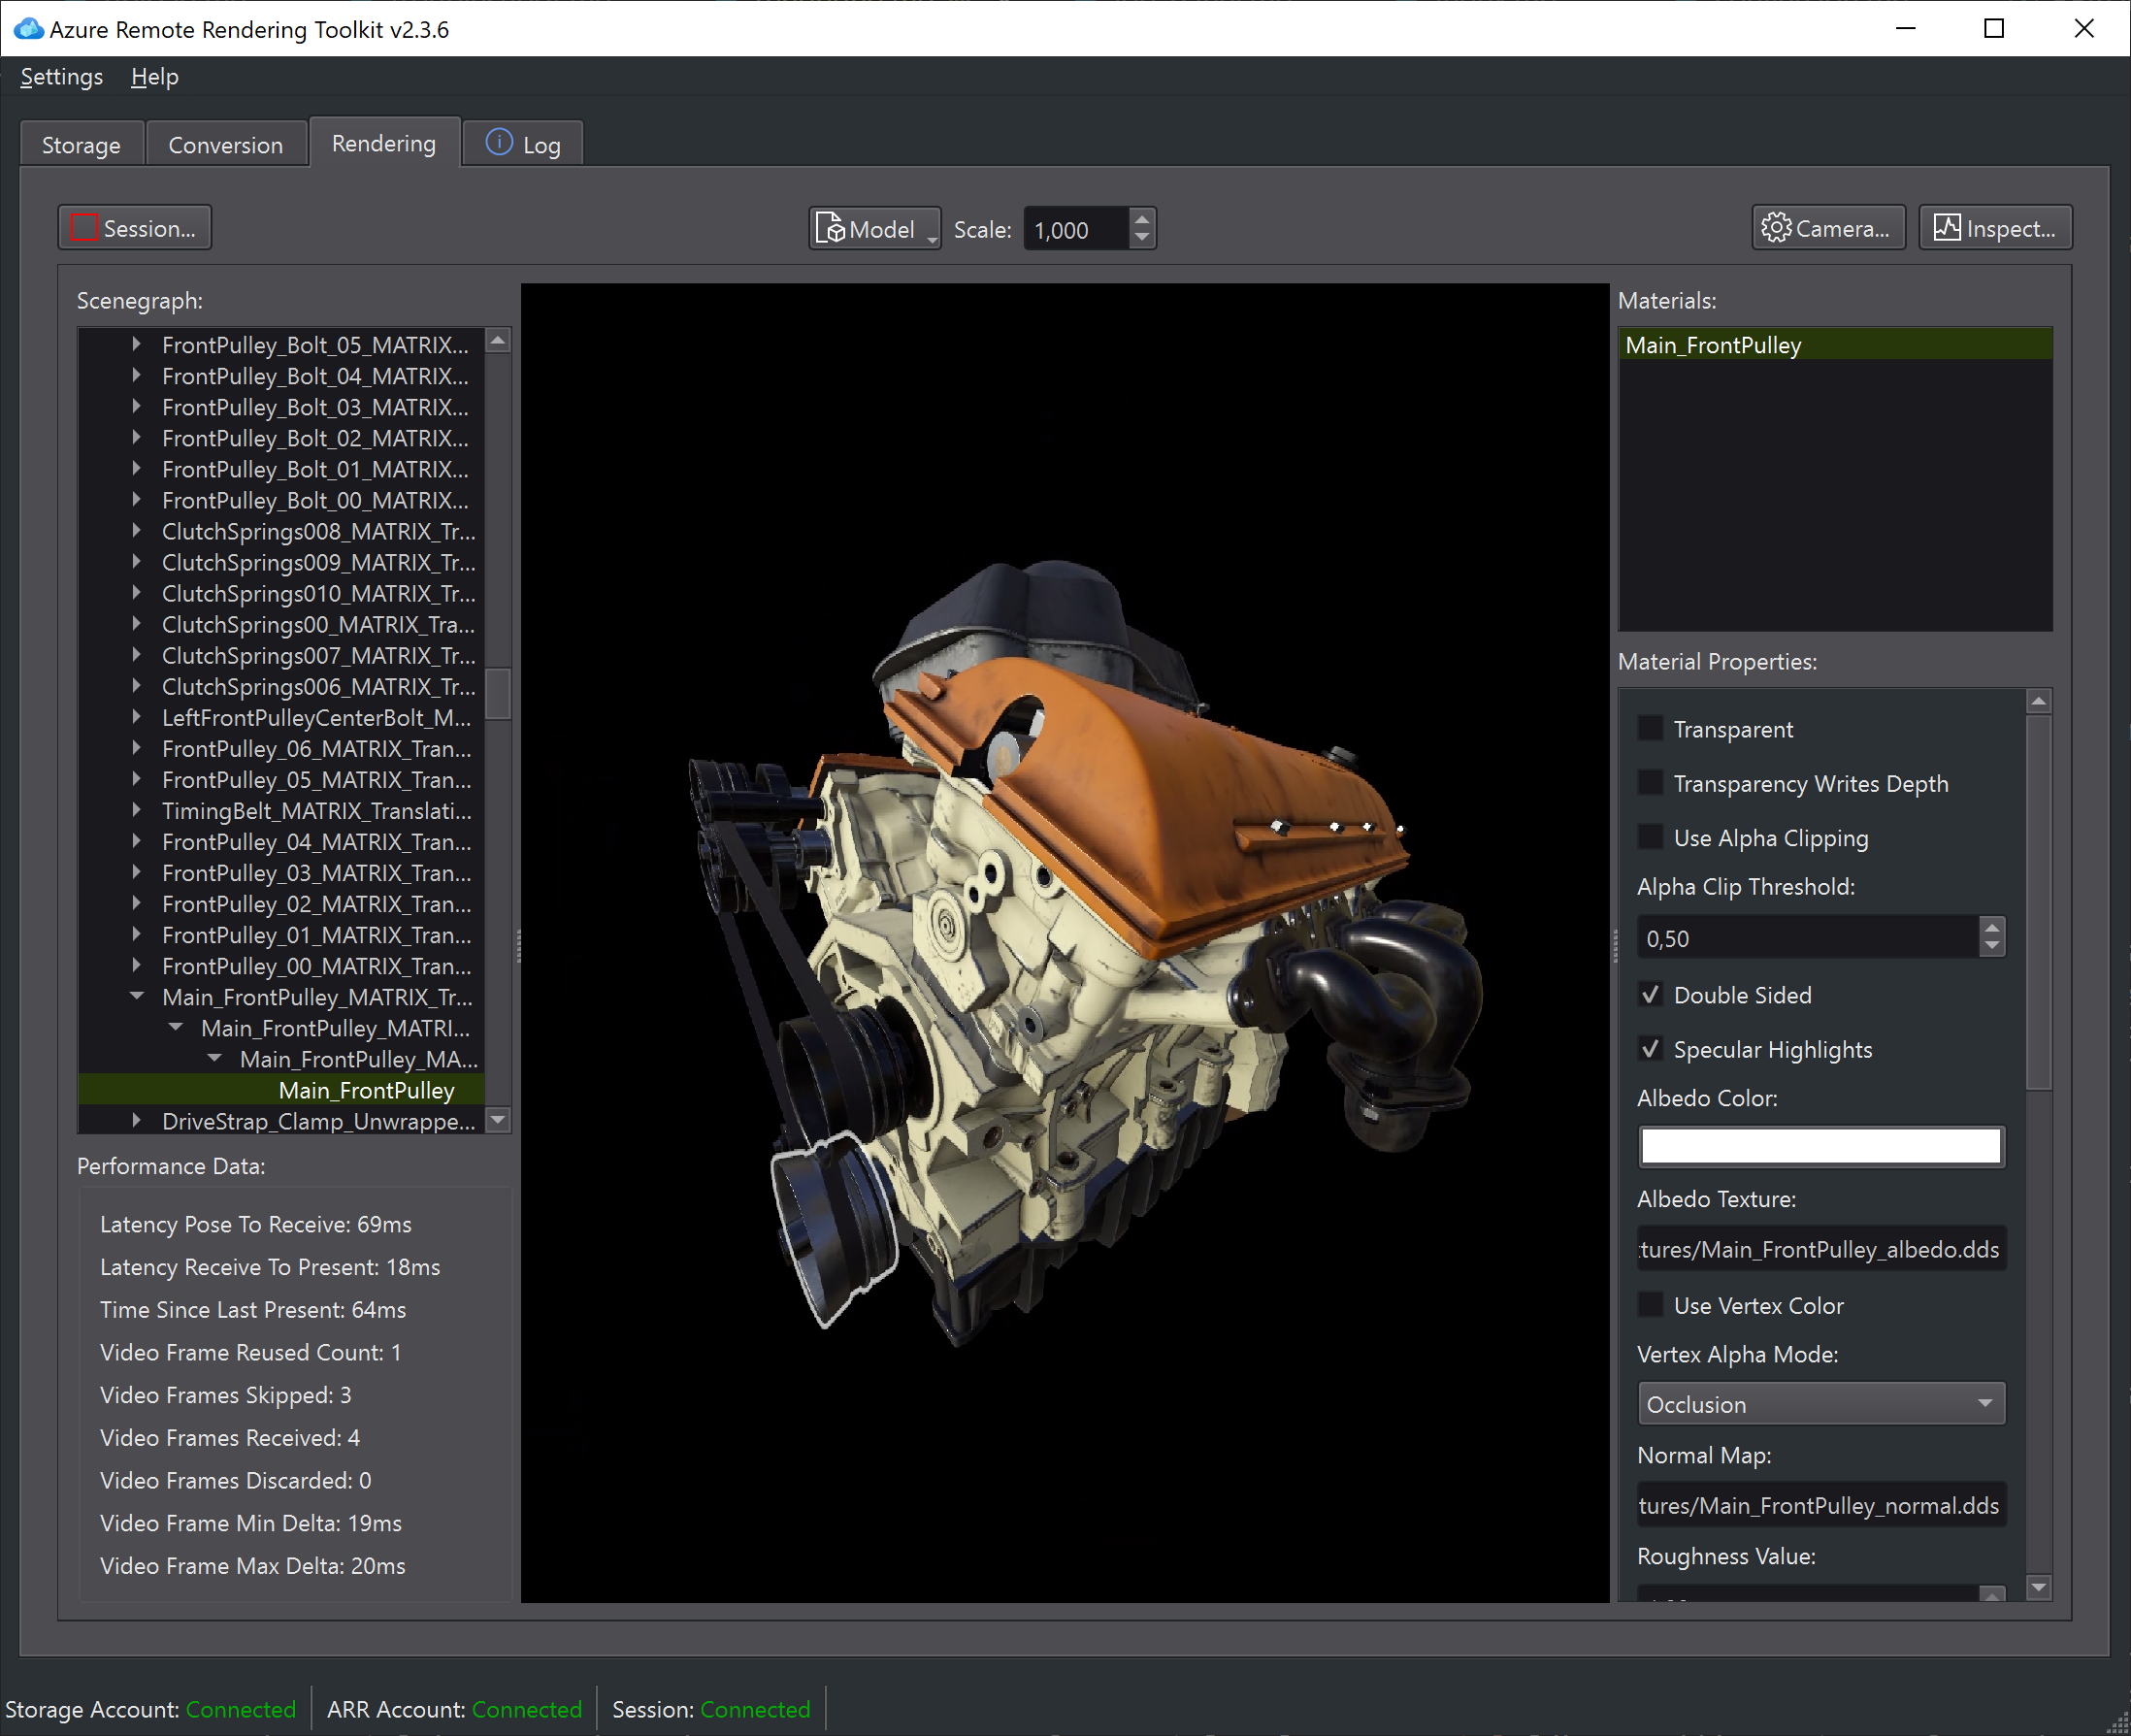 Azure Remote Rendering Toolkit v2.3.6
Settings Help
Storage Conversion Rendering Log
Session... Model Scale: 1,000 Camera... Inspect...
Scenegraph:
FrontPulley_Bolt_05_MATRIX...
FrontPulley_Bolt_04_MATRIX...
FrontPulley_Bolt_03_MATRIX...
FrontPulley_Bolt_02_MATRIX...
FrontPulley_Bolt_01_MATRIX...
FrontPulley_Bolt_00_MATRIX...
ClutchSprings008_MATRIX_Tr...
ClutchSprings009_MATRIX_Tr...
ClutchSprings010_MATRIX_Tr...
ClutchSprings00_MATRIX_Tra...
ClutchSprings007_MATRIX_Tr...
ClutchSprings006_MATRIX_Tr...
LeftFrontPulleyCenterBolt_M...
FrontPulley_06_MATRIX_Tran...
FrontPulley_05_MATRIX_Tran...
TimingBelt_MATRIX_Translati...
FrontPulley_04_MATRIX_Tran...
FrontPulley_03_MATRIX_Tran...
FrontPulley_02_MATRIX_Tran...
FrontPulley_01_MATRIX_Tran...
FrontPulley_00_MATRIX_Tran...
Main_FrontPulley_MATRIX_Tr...
Main_FrontPulley_MATRI...
Main_FrontPulley_MA...
Main_FrontPulley
DriveStrap_Clamp_Unwrappe...
Performance Data:
Latency Pose To Receive: 69ms
Latency Receive To Present: 18ms
Time Since Last Present: 64ms
Video Frame Reused Count: 1
Video Frames Skipped: 3
Video Frames Received: 4
Video Frames Discarded: 0
Video Frame Min Delta: 19ms
Video Frame Max Delta: 20ms
Materials:
Main_FrontPulley
Material Properties:
Transparent
Transparency Writes Depth
Use Alpha Clipping
Alpha Clip Threshold:
0,50
Double Sided
Specular Highlights
Albedo Color:
Albedo Texture:
tures/Main_FrontPulley_albedo.dds
Use Vertex Color
Vertex Alpha Mode:
Occlusion
Normal Map:
tures/Main_FrontPulley_normal.dds
Roughness Value:
Storage Account: Connected ARR Account: Connected Session: Connected